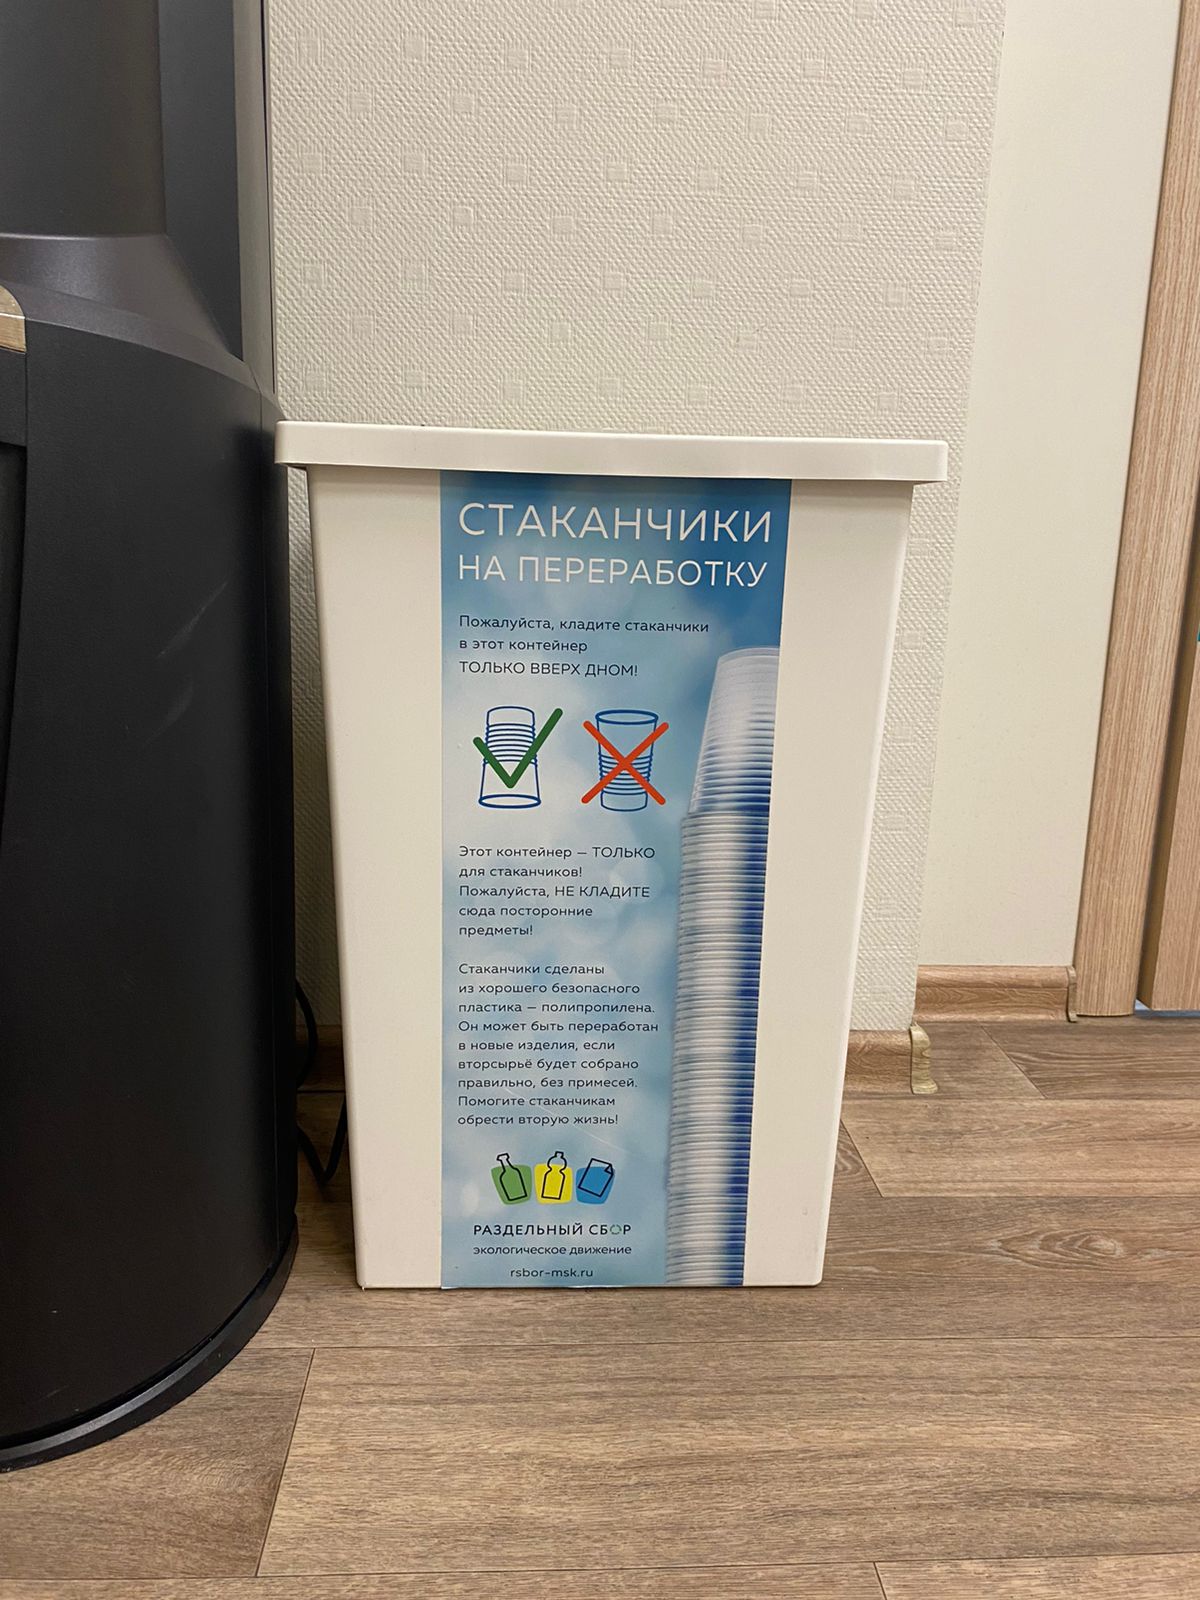 СТАКАНЧИКИ
НА ПЕРЕРАБОТКУ
Пожалуйста, кладите стаканчики
в этот контейнер
ТОЛЬКО ВВЕРХ ДНОМ!
Этот контейнер – ТОЛЬКО
для стаканчиков!
Пожалуйста, НЕ КЛАДИТЕ
сюда посторонние
предметы!
Стаканчики сделаны
из хорошего безопасного
пластика – полипропилена.
Он может быть переработан
в новые изделия, если
вторсырьё будет собрано
правильно, без примесей.
Помогите стаканчикам
обрести вторую жизнь!
РАЗДЕЛЬНЫЙ СБОР
экологическое движение
rsbor-msk.ru